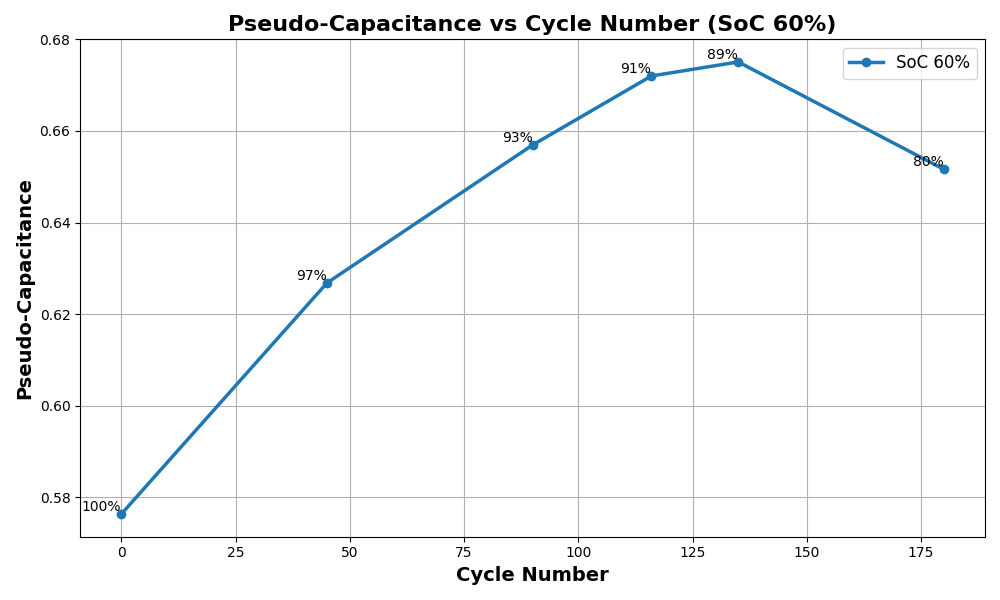 Pseudo-Capacitance vs Cycle Number (SoC 60%)
SoC 60%
Pseudo-Capacitance
0.68
0.66
0.64
0.62
0.60
0.58
100%
97%
93%
91%
89%
80%
0 25 50 75 100 125 150 175
Cycle Number